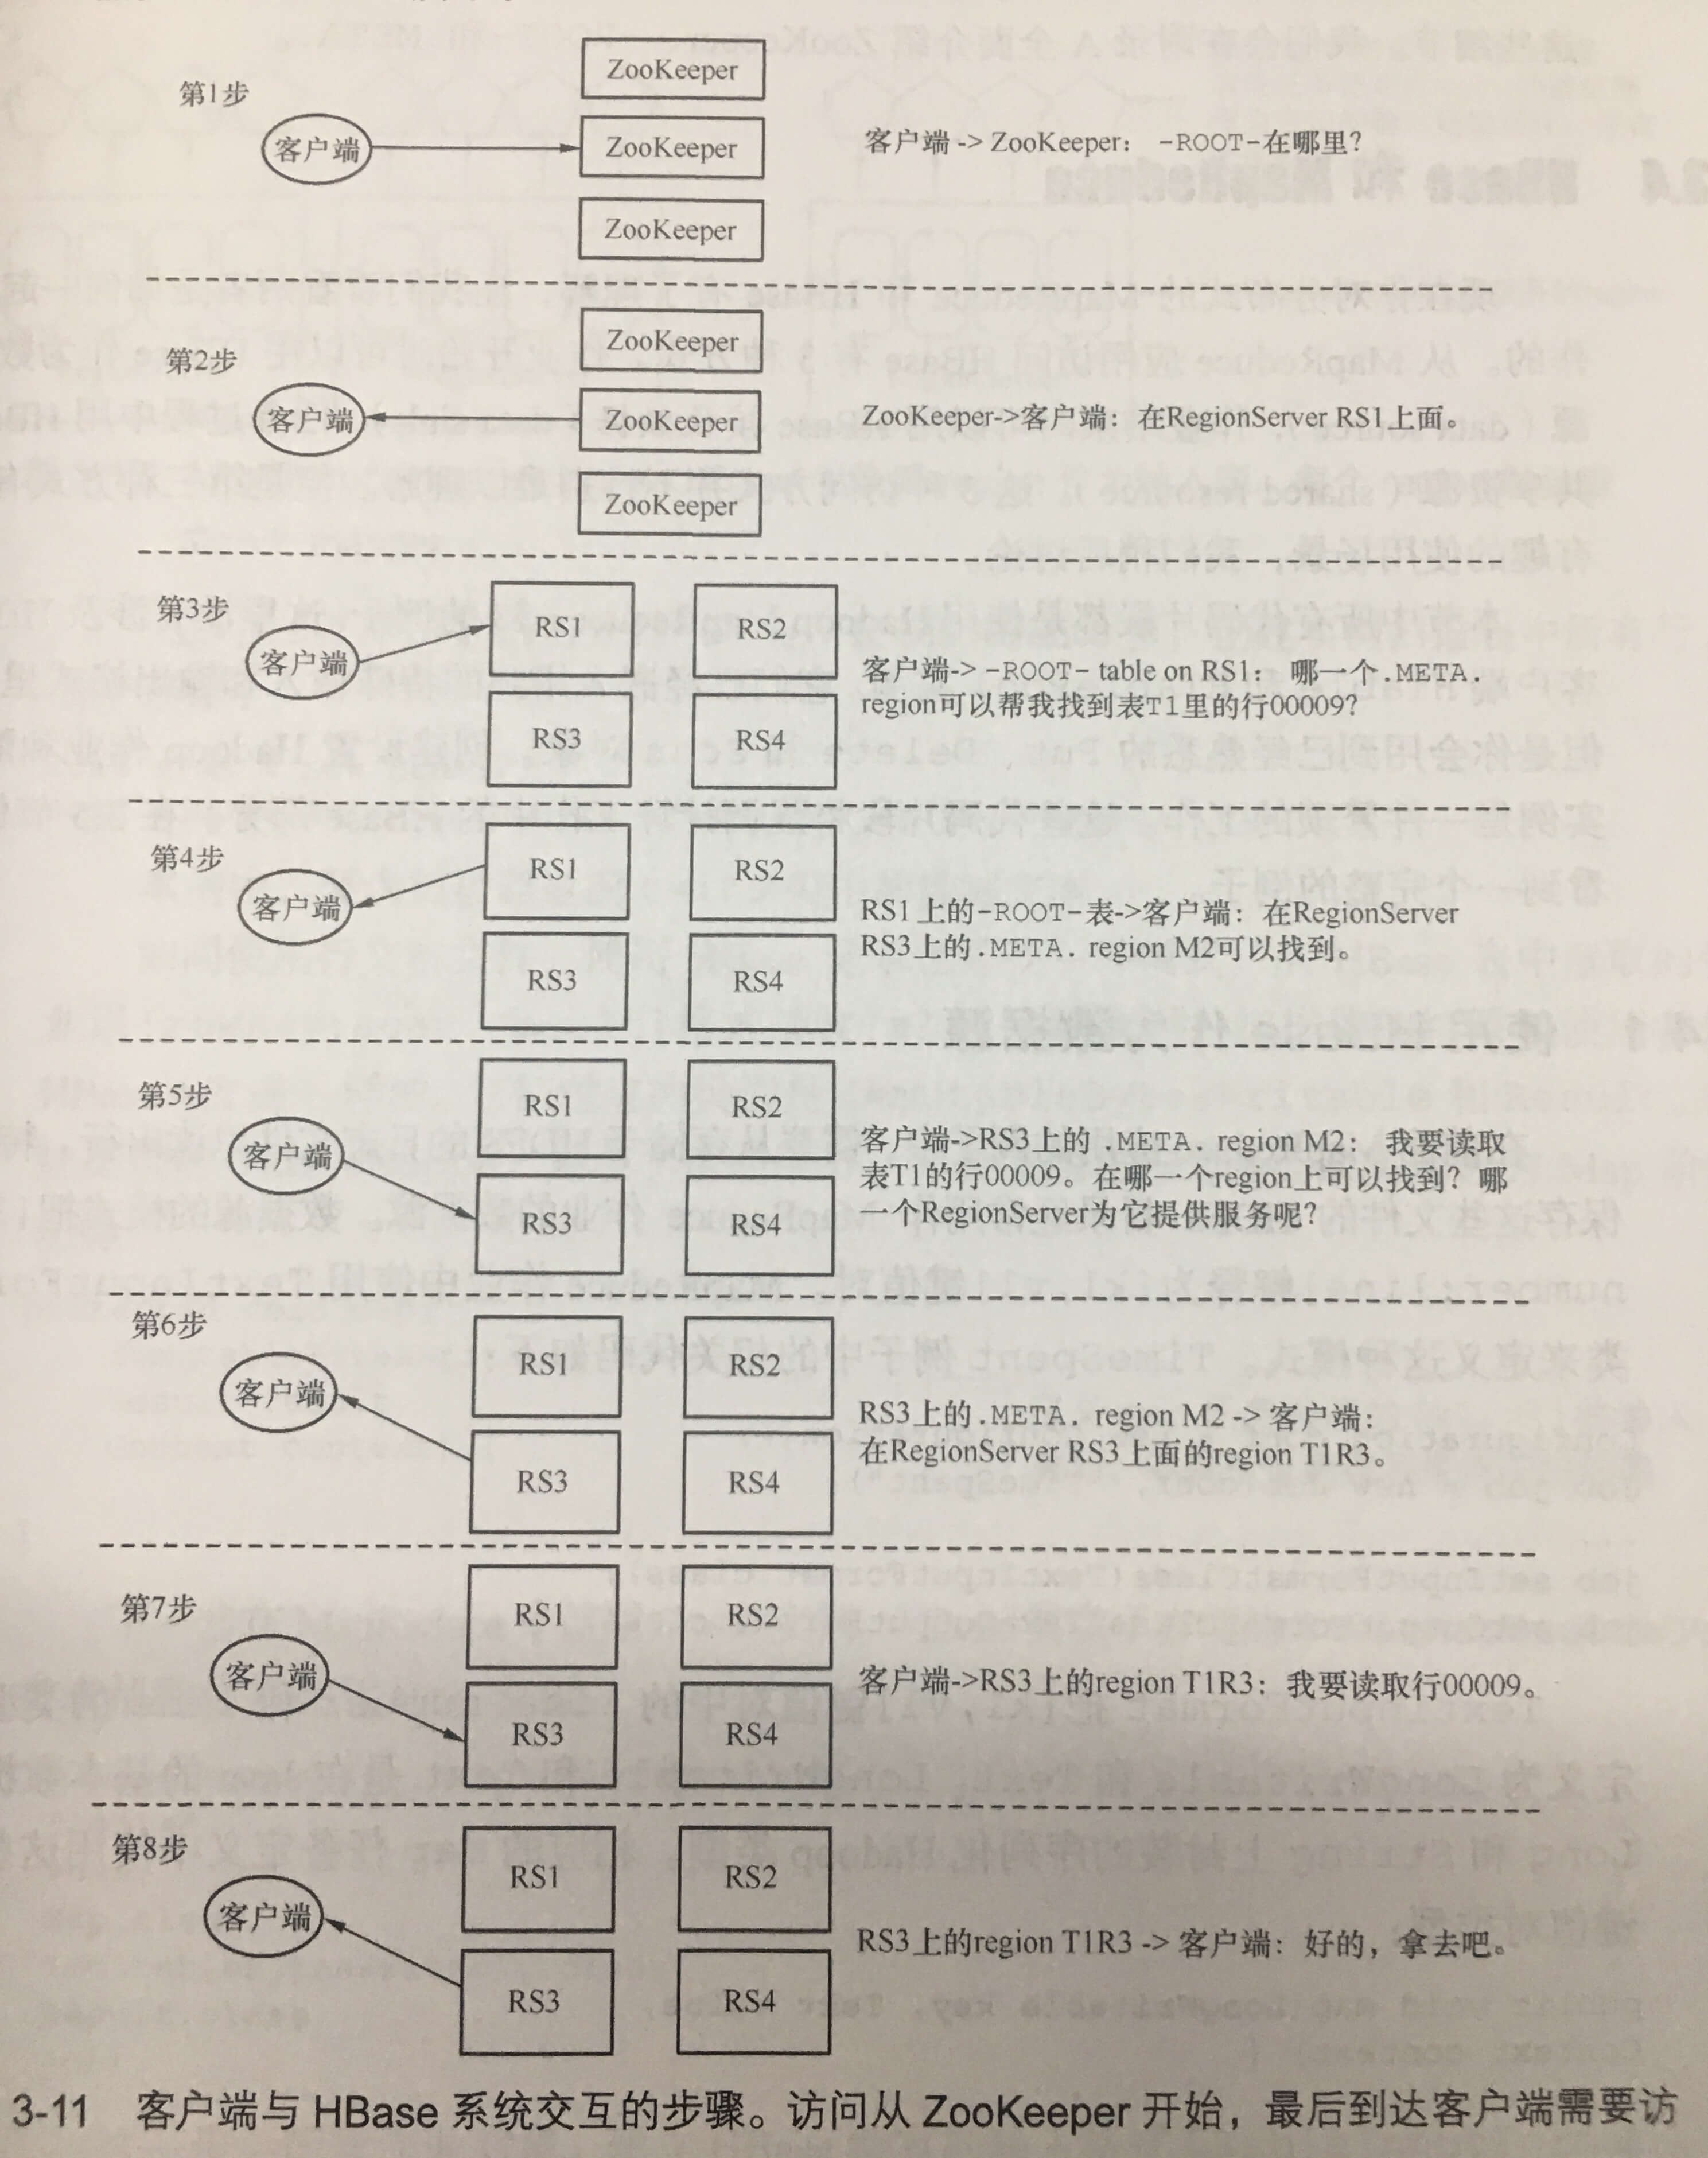 第1步
ZooKeeper
客户端
ZooKeeper
客户端 -> ZooKeeper： -ROOT-在哪里？
ZooKeeper
第2步
ZooKeeper
客户端
ZooKeeper
ZooKeeper->客户端：在RegionServer RS1上面。
ZooKeeper
第3步
客户端
RS1
RS2
RS3
RS4
客户端-> -ROOT- table on RS1： 哪一个.META.
region可以帮我找到表T1里的行00009？
第4步
客户端
RS1
RS2
RS3
RS4
RS1上的-ROOT-表->客户端：在RegionServer
RS3上的.META. region M2可以找到。
第5步
客户端
RS1
RS2
RS3
RS4
客户端->RS3上的 .META. region M2： 我要读取
表T1的行00009。在哪一个region上可以找到？哪
一个RegionServer为它提供服务呢？
第6步
客户端
RS1
RS2
RS3
RS4
RS3上的.META. region M2 -> 客户端：
在RegionServer RS3上面的region T1R3。
第7步
客户端
RS1
RS2
RS3
RS4
客户端->RS3上的region T1R3：我要读取行00009。
第8步
客户端
RS1
RS2
RS3
RS4
RS3上的region T1R3 -> 客户端：好的，拿去吧。
3-11 客户端与 HBase 系统交互的步骤。访问从 ZooKeeper 开始，最后到达客户端需要访